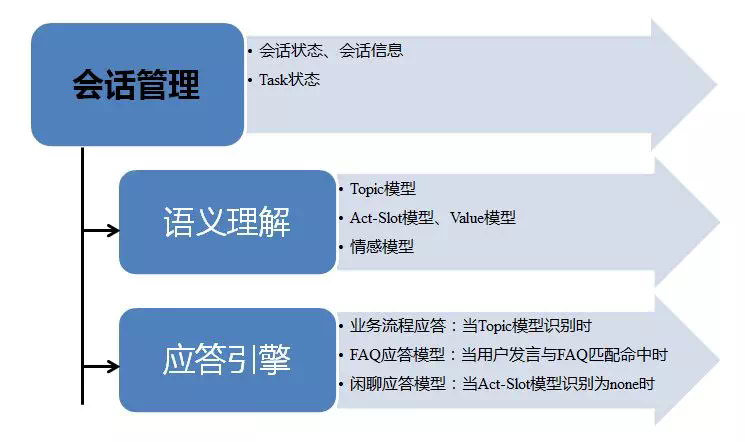 会话管理
• 会话状态、会话信息
• Task状态
语义理解
• Topic模型
• Act-Slot模型、Value模型
• 情感模型
应答引擎
• 业务流程应答：当Topic模型识别时
• FAQ应答模型：当用户发言与FAQ匹配命中时
• 闲聊应答模型：当Act-Slot模型识别为none时